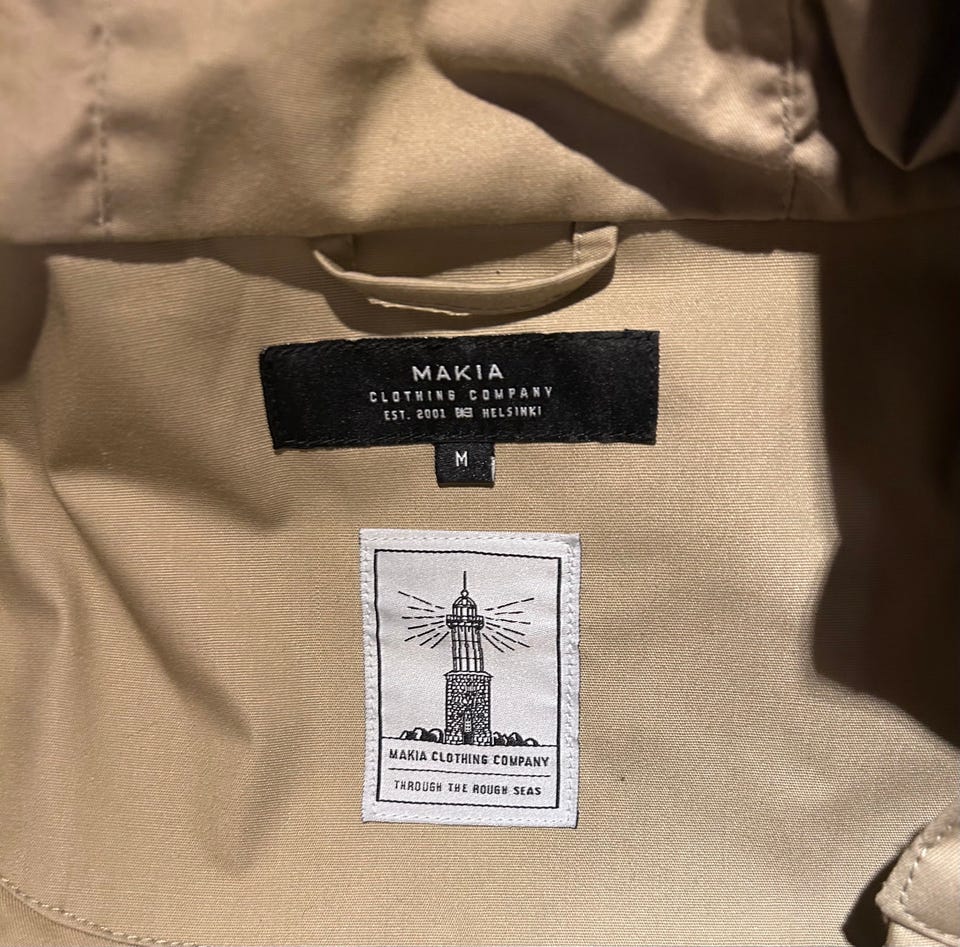 MAKIA
CLOTHING COMPANY
EST. 2001 HELSINKI
M
MAKIA CLOTHING COMPANY
THROUGH THE ROUGH SEAS